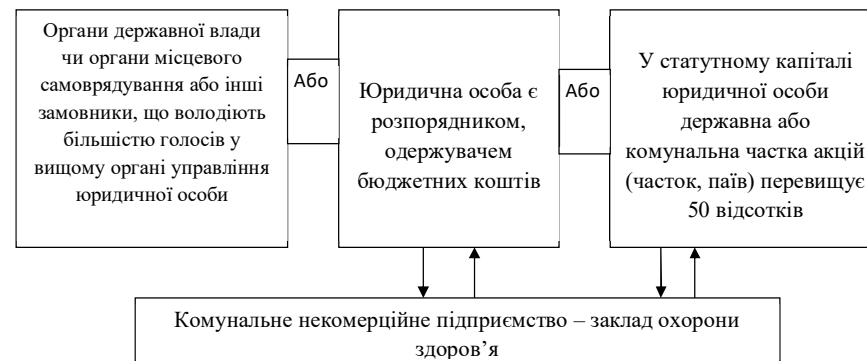 Органи державної влади
чи органи місцевого
самоврядування або інші
замовники, що володіють
більшістю голосів у
вищому органі управління
юридичної особи
Або
Юридична особа є
розпорядником,
одержувачем
бюджетних коштів
Або
У статутному капіталі
юридичної особи
державна або
комунальна частка акцій
(часток, паїв) перевищує
50 відсотків
Комунальне некомерційне підприємство – заклад охорони
здоров’я